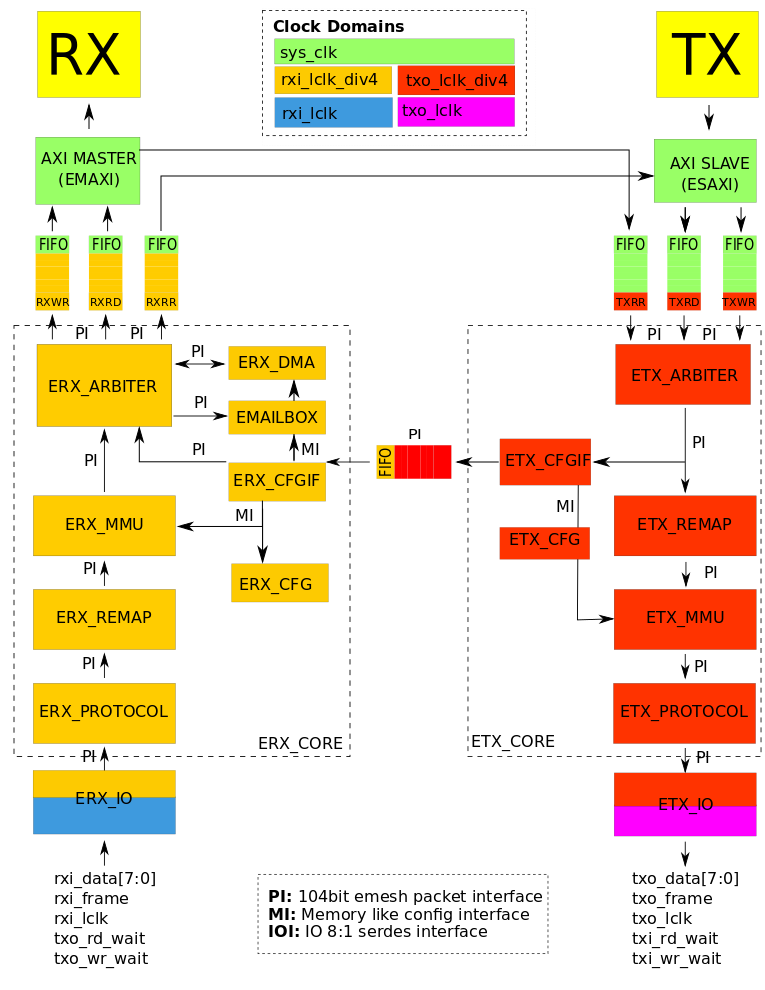 RX
Clock Domains
sys_clk
rxi_lclk_div4
txo_lclk_div4
rxi_lclk
txo_lclk
TX
AXI MASTER
(EMAXI)
AXI SLAVE
(ESAXI)
FIFO
FIFO
FIFO
FIFO
FIFO
FIFO
RXWR
RXRD
RXRR
TXRR
TXRD
TXWR
PI
PI
PI
PI
ERX_ARBITER
PI
ERX_DMA
PI
EMAILBOX
ETX_ARBITER
PI
MI
PI
FIFO
PI
PI
ERX_CFGIF
ETX_CFGIF
MI
MI
ERX_MMU
ETX_CFG
ETX_REMAP
PI
ERX_CFG
PI
ERX_REMAP
ETX_MMU
PI
PI
ERX_PROTOCOL
ETX_PROTOCOL
ERX_CORE
ETX_CORE
PI
PI
ERX_IO
ETX_IO
rxi_data[7:0]
rxi_frame
rxi_lclk
txo_rd_wait
txo_wr_wait
PI: 104bit emesh packet interface
MI: Memory like config interface
IOI: IO 8:1 serdes interface
txo_data[7:0]
txo_frame
txo_lclk
txi_rd_wait
txi_wr_wait